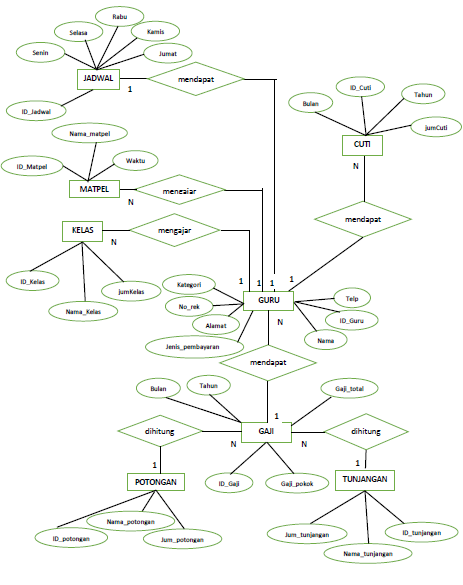 Rabu
Selasa
Kamis
Senin
Jumat
JADWAL
mendapat
1
ID_Jadwal
ID_Cuti
Tahun
Bulan
jumCuti
CUTI
N
Nama_matpel
Waktu
ID_Matpel
MATPEL
N
mengajar
mendapat
KELAS
N
mengajar
ID_Kelas
jumKelas
Nama_Kelas
1
1
1
1
Kategori
No_rek
Alamat
Jenis_pembayaran
GURU
Telp
ID_Guru
Nama
N
mendapat
Bulan
Tahun
Gaji_total
1
dihitung
N
GAJI
N
dihitung
1
ID_Gaji
Gaji_pokok
1
POTONGAN
TUNJANGAN
ID_potongan
Nama_potongan
Jum_potongan
Jum_tunjangan
Nama_tunjangan
ID_tunjangan